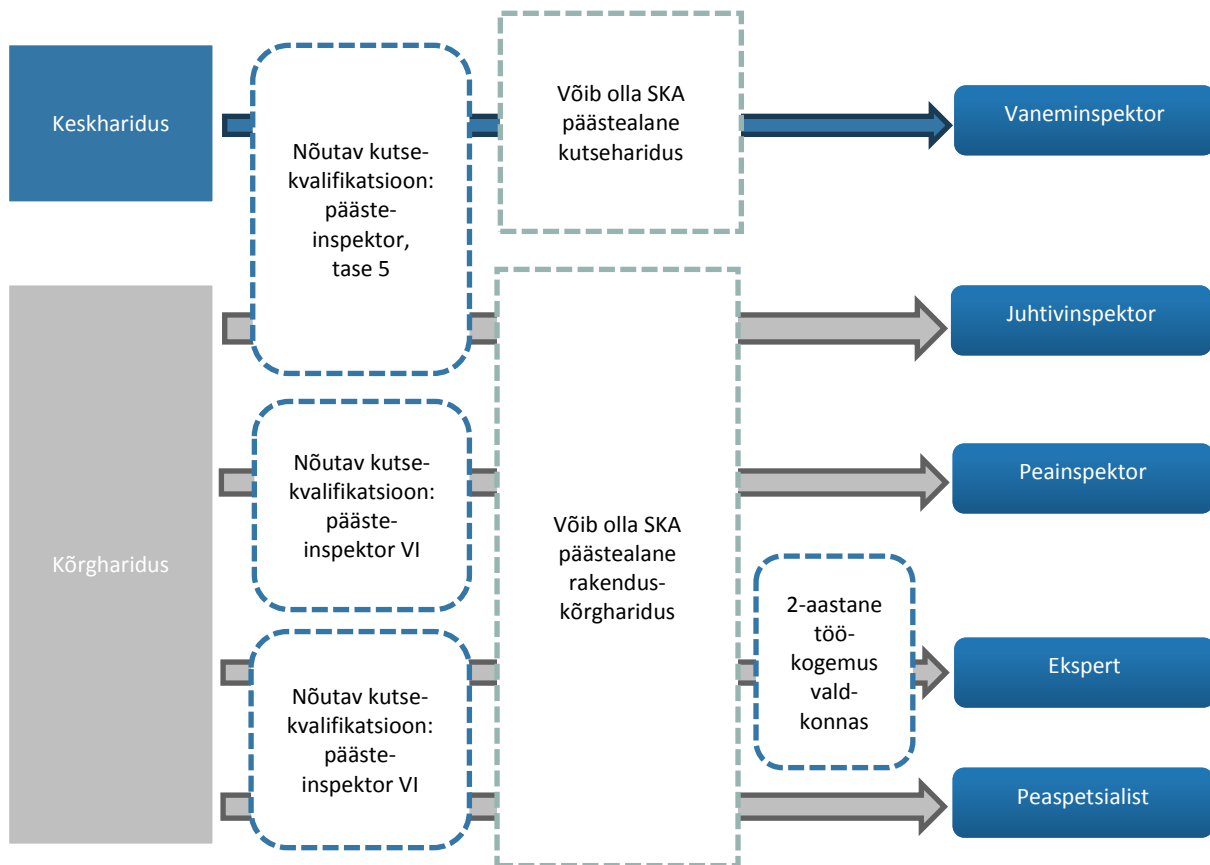 Keskharidus
Nõutav kutse-
kvalifikatsioon:
pääste-
inspektor,
tase 5
Võib olla SKA
päästealane
kutseharidus
Vaneminspektor
Kõrgharidus
Juhtivinspektor
Nõutav kutse-
kvalifikatsioon:
pääste-
inspektor VI
Võib olla SKA
päästealane
rakendus-
kõrgharidus
Peainspektor
Nõutav kutse-
kvalifikatsioon:
pääste-
inspektor VI
2-aastane
töö-
kogemus
vald-
konnas
Ekspert
Peaspetsialist